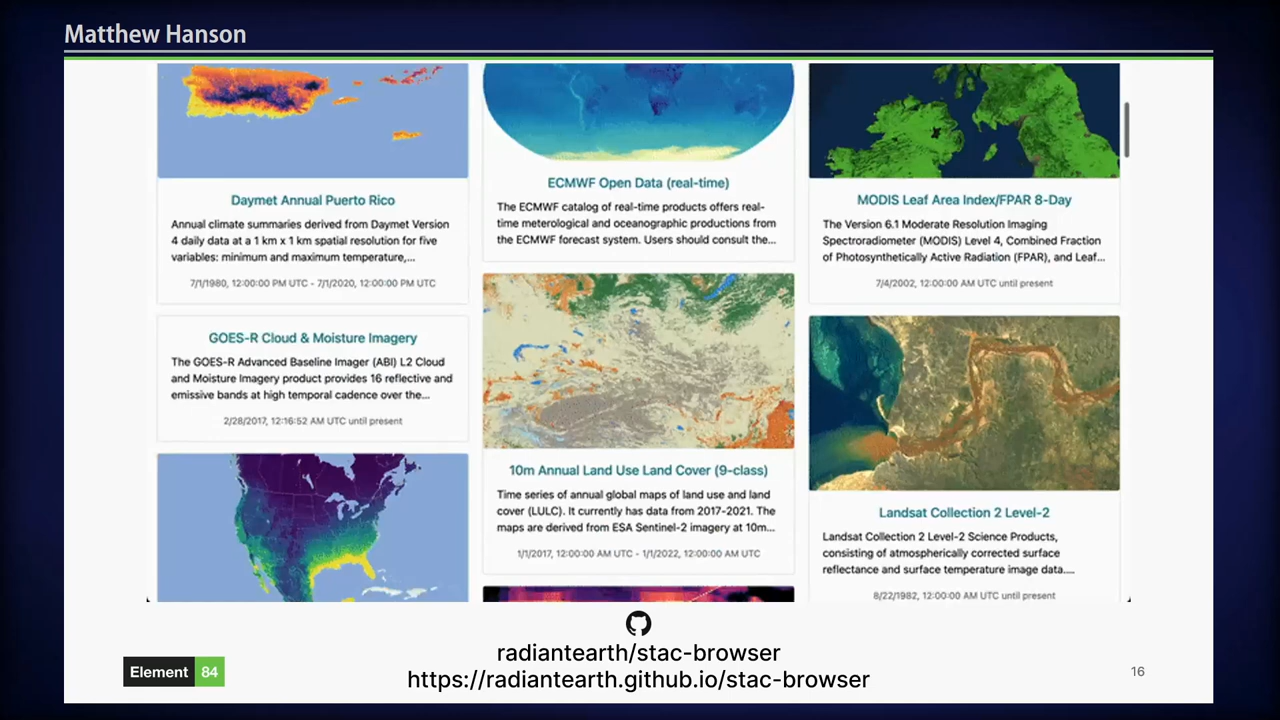 Matthew Hanson
Daymet Annual Puerto Rico
Annual climate summaries derived from Daymet Version
4 daily data at a 1 km x 1 km spatial resolution for five
variables: minimum and maximum temperature,...
7/1/1980, 12:00:00 PM UTC - 7/1/2020, 12:00:00 PM UTC
GOES-R Cloud & Moisture Imagery
The GOES-R Advanced Baseline Imager (ABI) L2 Cloud
and Moisture Imagery product provides 16 reflective and
emissive bands at high temporal cadence over the...
2/28/2017, 12:16:52 AM UTC until present
ECMWF Open Data (real-time)
The ECMWF catalog of real-time products offers real-
time meterological and oceanographic productions from
the ECMWF forecast system. Users should consult the...
10m Annual Land Use Land Cover (9-class)
Time series of annual global maps of land use and land
cover (LULC). It currently has data from 2017-2021. The
maps are derived from ESA Sentinel-2 imagery at 10m...
1/1/2017, 12:00:00 AM UTC - 1/1/2022, 12:00:00 AM UTC
MODIS Leaf Area Index/FPAR 8-Day
The Version 6.1 Moderate Resolution Imaging
Spectroradiometer (MODIS) Level 4, Combined Fraction
of Photosynthetically Active Radiation (FPAR), and Leaf...
7/4/2002, 12:00:00 AM UTC until present
Landsat Collection 2 Level-2
Landsat Collection 2 Level-2 Science Products,
consisting of atmospherically corrected surface
reflectance and surface temperature image data....
8/22/1982, 12:00:00 AM UTC until present
radiantearth/stac-browser
https://radiantearth.github.io/stac-browser
Element 84
16